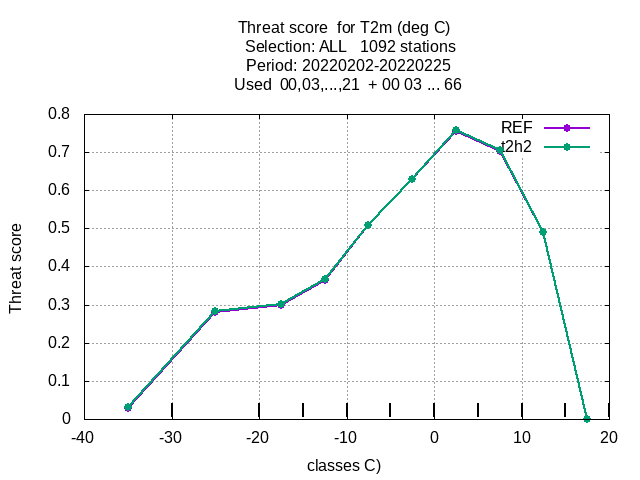 Threat score  for T2m (deg C)
Selection: ALL   1092 stations
Period: 20220202-20220225
Used  00,03,...,21  + 00 03 ... 66
0.8
0.7
0.6
0.5
0.4
0.3
0.2
0.1
0
Threat score
REF
t2h2
-40 -30 -20 -10 0 10 20
classes C)